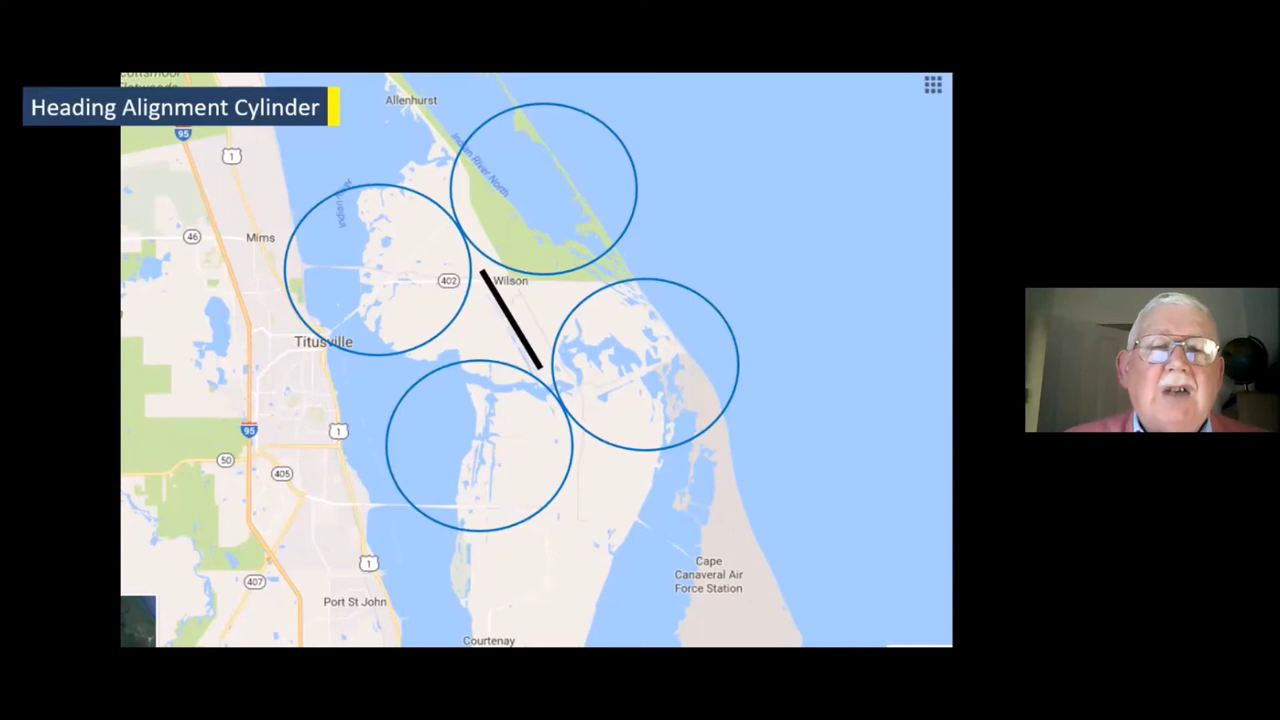 Heading Alignment Cylinder
Allenhurst
95
1
Indian River North
46
Mims
402
Wilson
Titusville
1
95
50
405
Cape
Canaveral Air
Force Station
1
407
Port St John
Courtenay